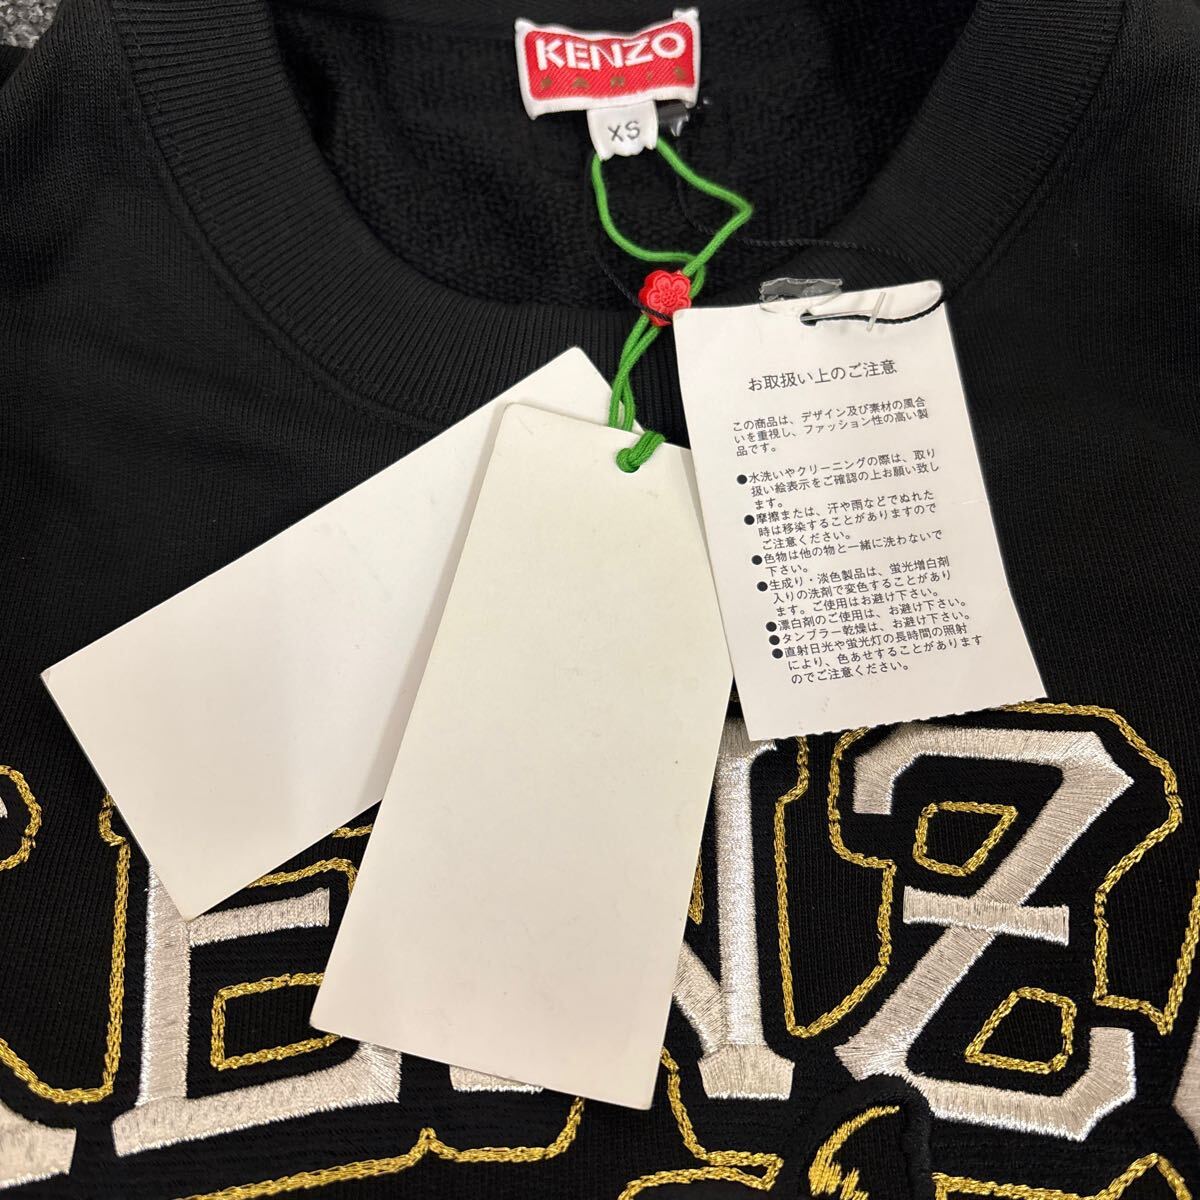 KENZO
PARIS
XS
お取扱い上のご注意
この商品は、デザイン及び素材の風合
いを重視し、ファッション性の高い製
品です。
●水洗いやクリーニングの際は、取り
扱い絵表示をご確認の上お願い致し
ます。
●摩擦または、汗や雨などでぬれた
時は移染することがありますので
ご注意ください。
●色物は他の物と一緒に洗わないで
下さい。
●生成り・淡色製品は、蛍光増白剤
入りの洗剤で変色することがあり
ます。ご使用はお避け下さい。
●漂白剤のご使用は、お避け下さい。
●タンブラー乾燥は、お避け下さい。
●直射日光や蛍光灯の長時間の照射
により、色あせすることがあります
のでご注意ください。
ENZ